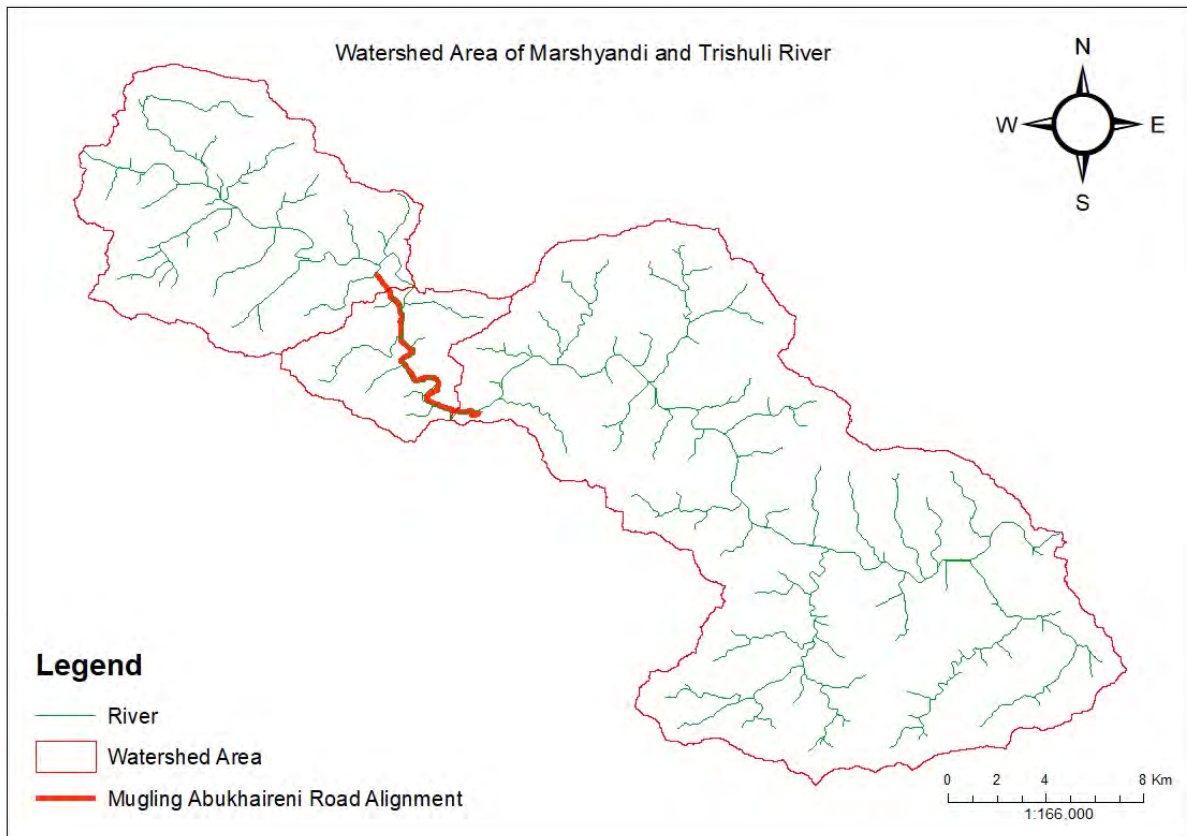 Watershed Area of Marshyandi and Trishuli River
N
W
E
S
Legend
River
Watershed Area
Mugling Abukhaireni Road Alignment
0 2 4 8 Km
1:166,000